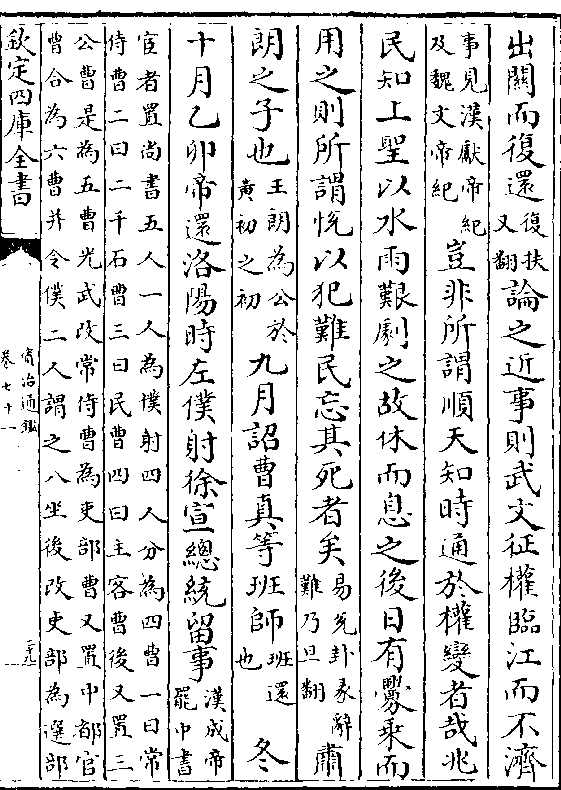 出關而復還復扶又翻論之近事則武文征權臨江而不濟
事見漢獻帝紀及魏文帝紀豈非所謂順天知時通於權變者哉兆
民知上聖以水雨艱劇之故休而息之後日有釁乘而
用之則所謂恱以犯難民忘其死者矣易兊卦彖辭難乃旦翻肅
朗之子也王朗為公於黄初之初九月詔曹真等班師班還也冬
十月乙卯帝還洛陽時左僕射徐宣總統留事漢成帝罷中書
宦者置尚書五人一人為僕射四人分為四曹一曰常
侍曹二曰二千石曹三曰民曹四曰主客曹後又置三
公曹是為五曹光武改常侍曹為吏部曹又置中都官
曹合為六曹并令僕二人謂之八坐後改吏部為選部
欽定四庫全書
資治通鑑
卷七十一